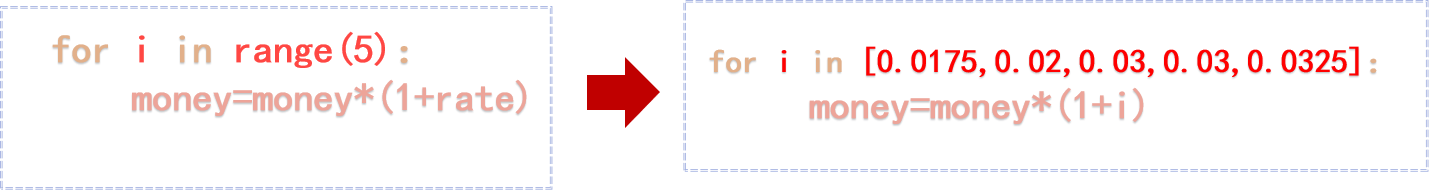 for i in range(5):
money=money*(1+rate)
for i in [0.0175,0.02,0.03,0.03,0.0325]:
money=money*(1+i)